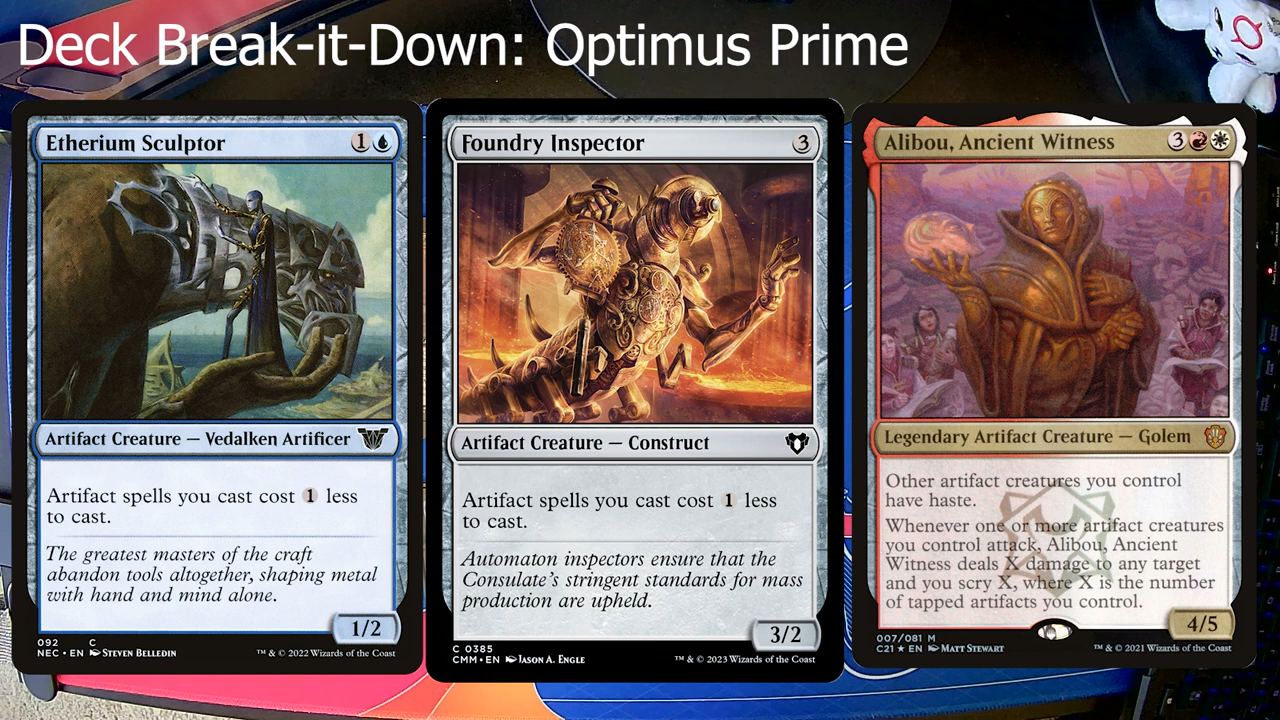 Deck Break-it-Down: Optimus Prime
Etherium Sculptor 1
Artifact Creature — Vedalken Artificer
Artifact spells you cast cost 1 less
to cast.
The greatest masters of the craft
abandon tools altogether, shaping metal
with hand and mind alone.
1/2
092 C
NEC • EN Steven Belledin ™ & © 2022 Wizards of the Coast
Foundry Inspector 3
Artifact Creature — Construct
Artifact spells you cast cost 1 less
to cast.
Automaton inspectors ensure that the
Consulate's stringent standards for mass
production are upheld.
3/2
C 0385
CMM • EN Jason A. Engle ™ & © 2023 Wizards of the Coast
Alibou, Ancient Witness 3
Legendary Artifact Creature — Golem
Other artifact creatures you control
have haste.
Whenever one or more artifact creatures
you control attack, Alibou, Ancient
Witness deals X damage to any target
and you scry X, where X is the number
of tapped artifacts you control.
4/5
007/081 M
C21 ★ EN Matt Stewart ™ & © 2021 Wizards of the Coast